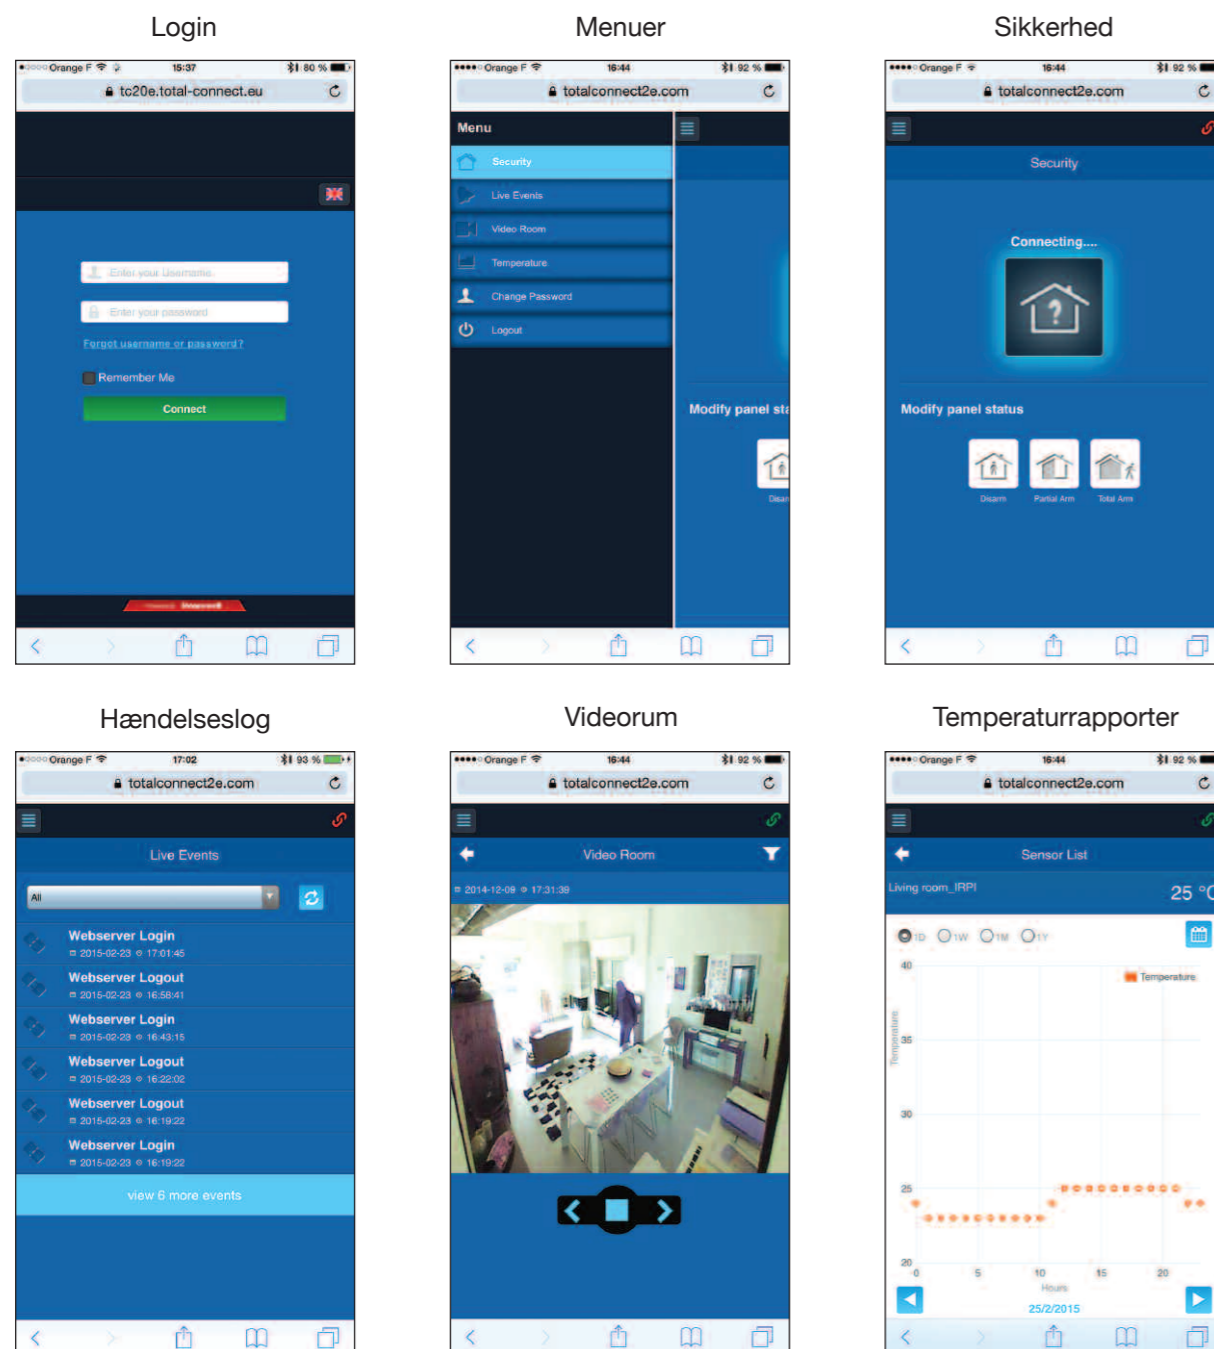 Login
Orange F 15:37 80 %
tc20e.total-connect.eu
Enter your Username
Enter your password
Forgot username or password?
Remember Me
Connect
Menuer
Orange F 16:44 92 %
totalconnect2e.com
Menu
Security
Live Events
Video Room
Temperature
Change Password
Logout
Modify panel sta
Disar
Sikkerhed
Orange F 16:44 92 %
totalconnect2e.com
Security
Connecting....
?
Modify panel status
Disarm Partial Arm Total Arm
Hændelseslog
Orange F 17:02 93 %
totalconnect2e.com
Live Events
All
Webserver Login
2015-02-23 17:01:45
Webserver Logout
2015-02-23 16:58:41
Webserver Login
2015-02-23 16:43:15
Webserver Logout
2015-02-23 16:22:02
Webserver Logout
2015-02-23 16:19:22
Webserver Login
2015-02-23 16:19:22
view 6 more events
Videorum
Orange F 16:44 92 %
totalconnect2e.com
Video Room
2014-12-09 17:31:39
Temperaturrapporter
Orange F 16:44 92 %
totalconnect2e.com
Sensor List
Living room_IRPI 25 °C
1D 1W 1M 1Y
Temperature
Temperature
40
35
30
25
20
0 5 10 15 20
Hours
25/2/2015